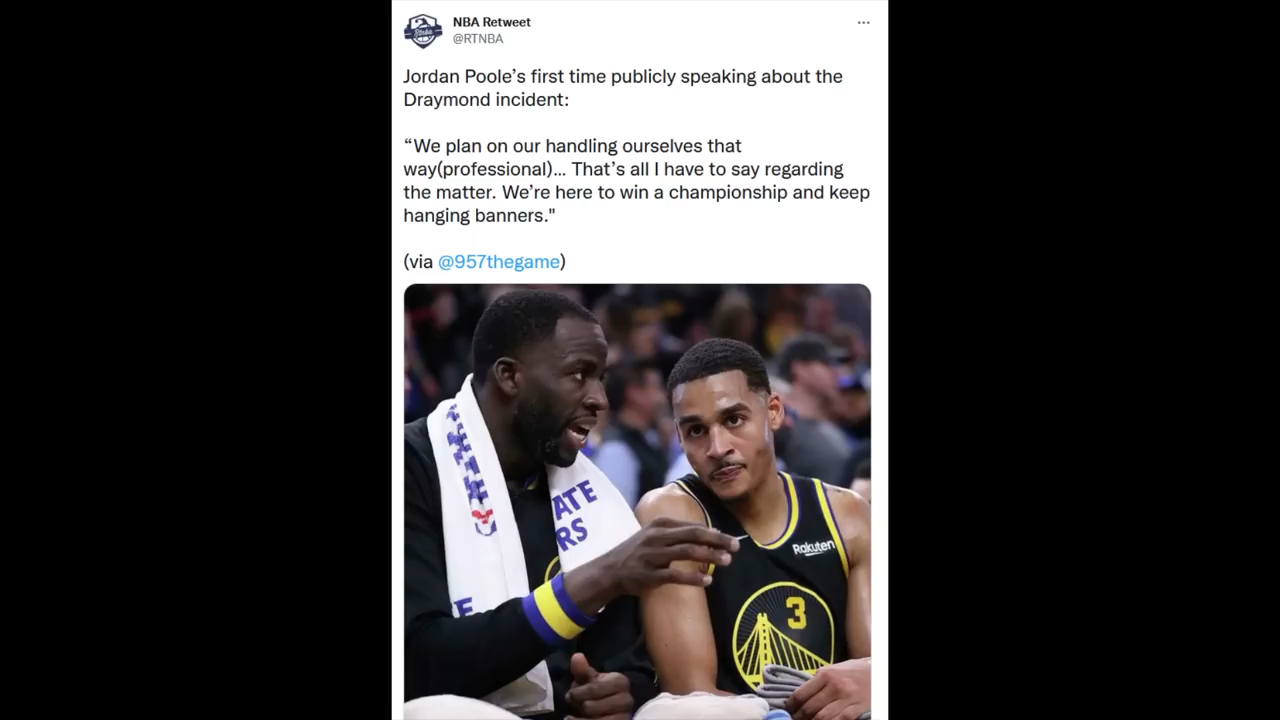 NBA Retweet
@RTNBA
Jordan Poole’s first time publicly speaking about the
Draymond incident:
“We plan on our handling ourselves that
way(professional)... That’s all I have to say regarding
the matter. We’re here to win a championship and keep
hanging banners."
(via @957thegame)
ATE
RS
Rakuten
3